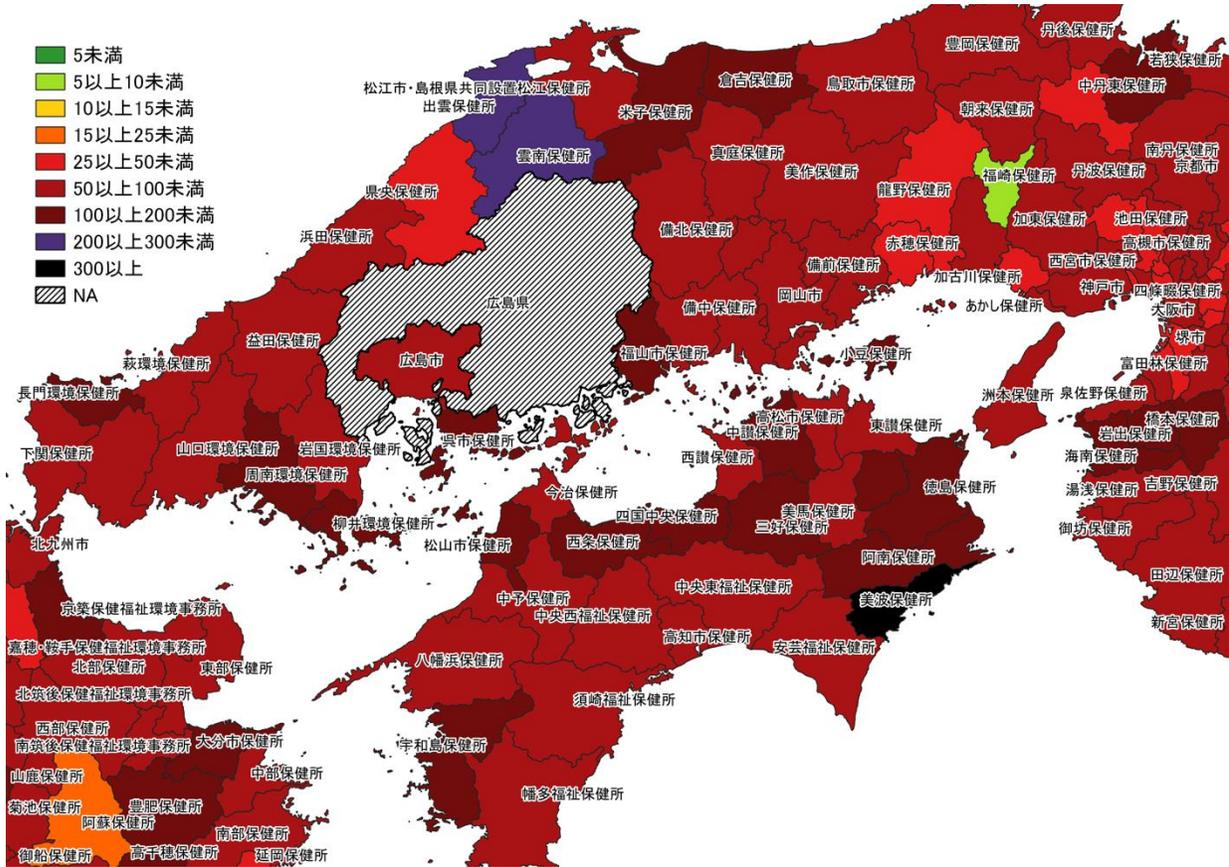 5未満
5以上10未満
10以上15未満
15以上25未満
25以上50未満
50以上100未満
100以上200未満
200以上300未満
300以上
NA
丹後保健所
豊岡保健所
若狭保健所
中丹東保健所
倉吉保健所
鳥取市保健所
松江市・島根県共同設置松江保健所
出雲保健所
米子保健所
朝来保健所
雲南保健所
真庭保健所
美作保健所
福崎保健所
丹波保健所
南丹保健所
京都市
県央保健所
龍野保健所
浜田保健所
備北保健所
加東保健所
池田保健所
赤穂保健所
高槻市保健所
備前保健所
西宮市保健所
加古川保健所
神戸市
四條畷保健所
広島県
岡山市
備中保健所
あかし保健所
大阪市
益田保健所
堺市
広島市
福山市保健所
小豆保健所
富田林保健所
萩環境保健所
長門環境保健所
洲本保健所
泉佐野保健所
高松市保健所
橋本保健所
中讃保健所
東讃保健所
岩出保健所
呉市保健所
山口環境保健所
岩国環境保健所
下関保健所
西讃保健所
海南保健所
周南環境保健所
湯浅保健所
吉野保健所
今治保健所
徳島保健所
四国中央保健所
美馬保健所
柳井環境保健所
三好保健所
御坊保健所
北九州市
松山市保健所
西条保健所
阿南保健所
田辺保健所
中央東福祉保健所
中予保健所
美波保健所
京築保健福祉環境事務所
中央西福祉保健所
新宮保健所
高知市保健所
安芸福祉保健所
嘉穂・鞍手保健福祉環境事務所
北部保健所
東部保健所
八幡浜保健所
北筑後保健福祉環境事務所
須崎福祉保健所
西部保健所
南筑後保健福祉環境事務所
大分市保健所
宇和島保健所
山鹿保健所
中部保健所
幡多福祉保健所
菊池保健所
豊肥保健所
阿蘇保健所
南部保健所
御船保健所
高千穂保健所
延岡保健所